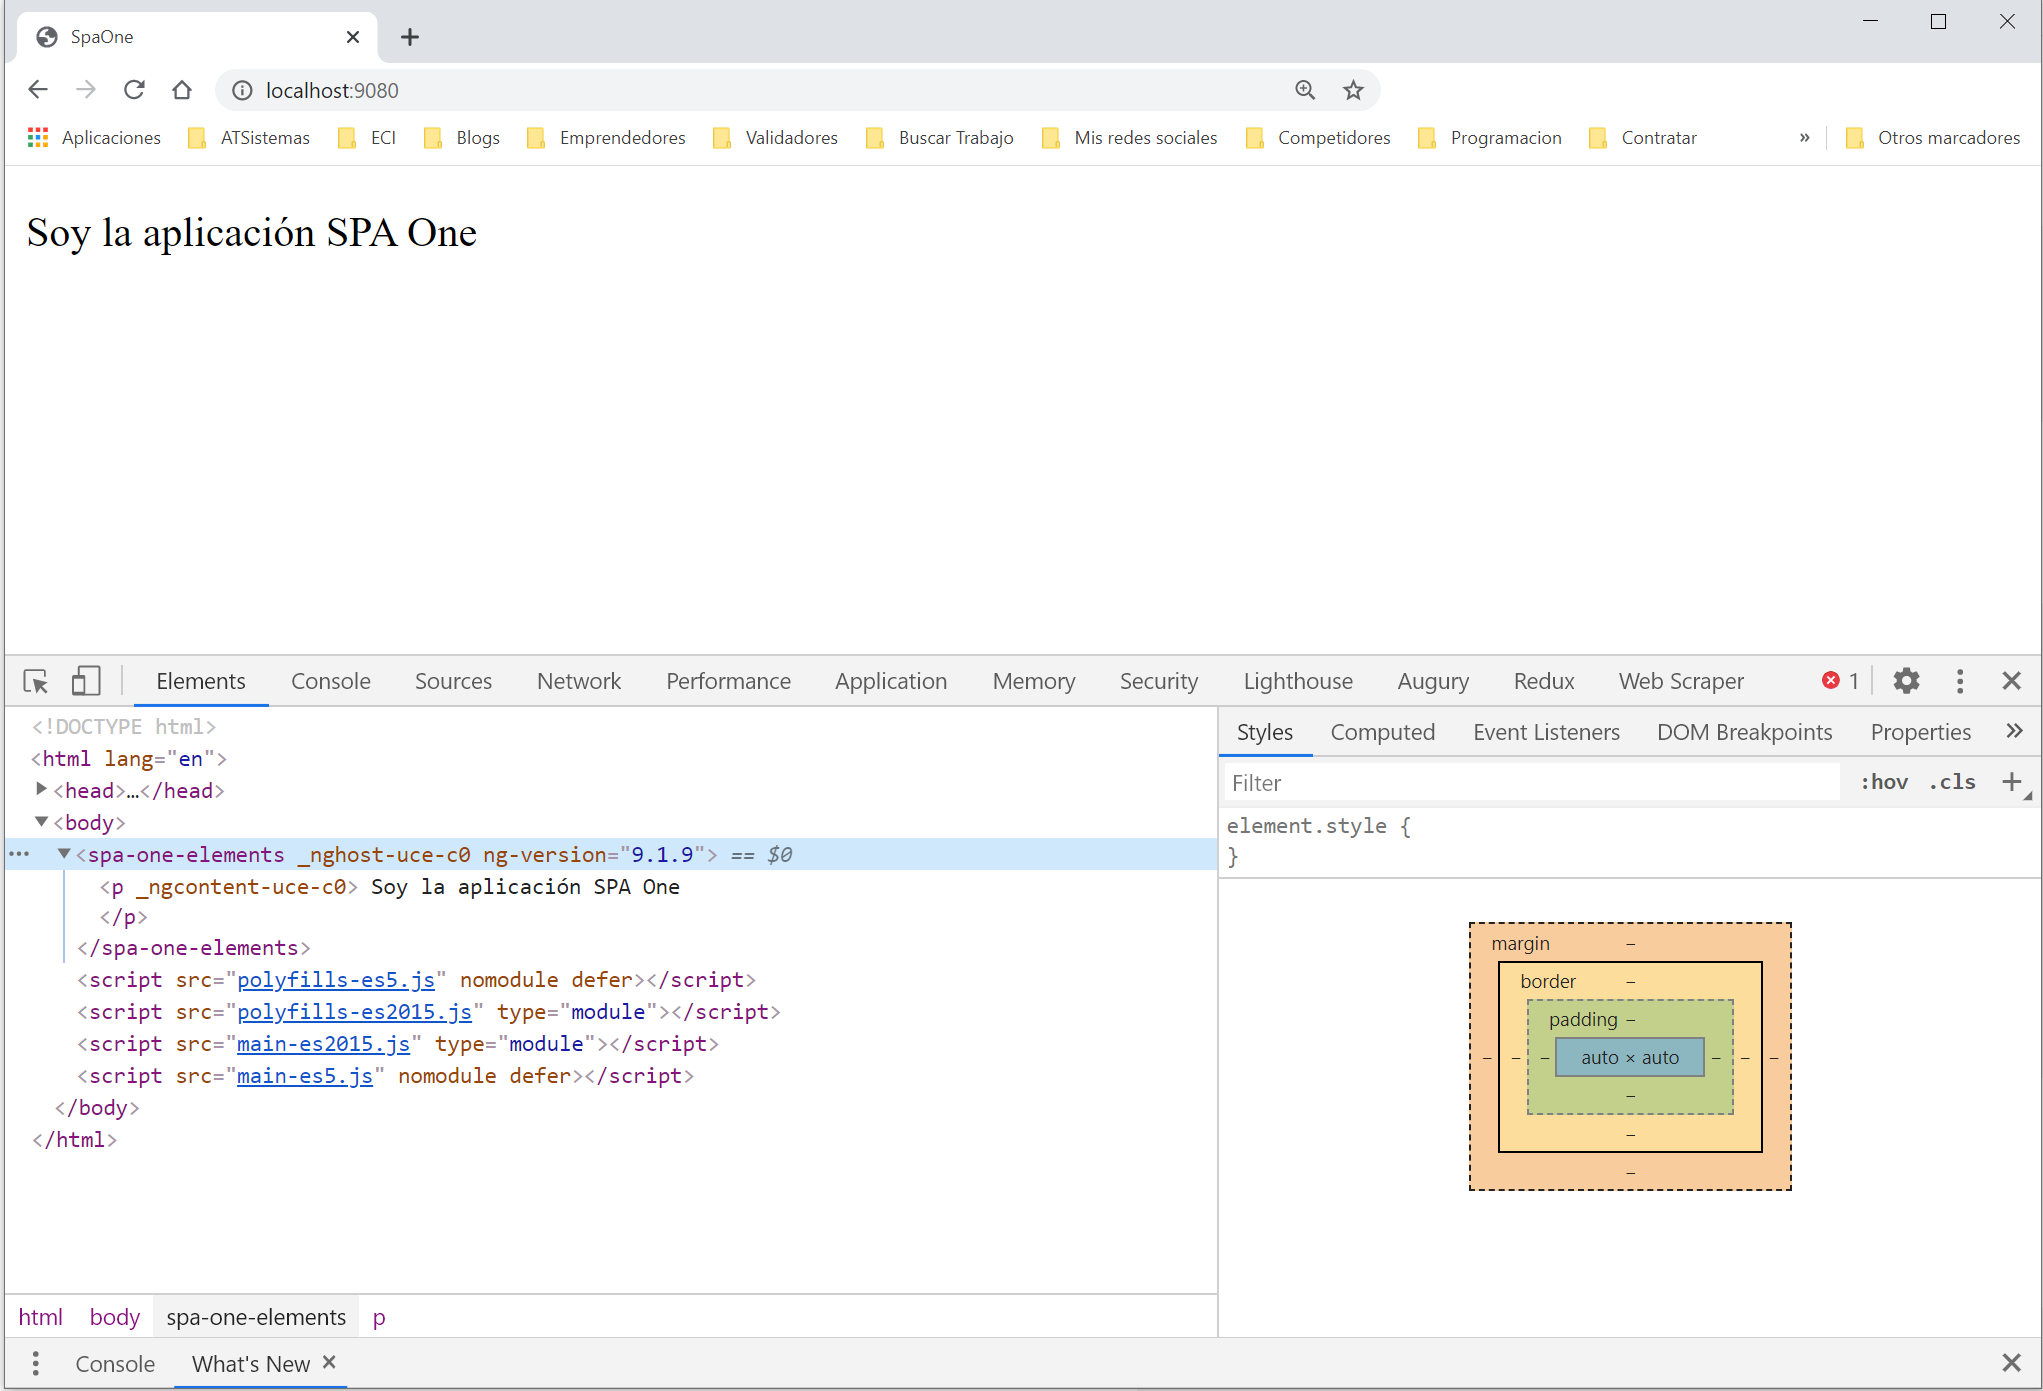 SpaOne
localhost:9080
Aplicaciones ATSistemas ECI Blogs Emprendedores Validadores Buscar Trabajo Mis redes sociales Competidores Programacion Contratar » Otros marcadores
Soy la aplicación SPA One
Elements Console Sources Network Performance Application Memory Security Lighthouse Augury Redux Web Scraper 1
<!DOCTYPE html>
<html lang="en">
<head>…</head>
<body>
<spa-one-elements _nghost-uce-c0 ng-version="9.1.9"> == $0
<p _ngcontent-uce-c0> Soy la aplicación SPA One
</p>
</spa-one-elements>
<script src="polyfills-es5.js" nomodule defer></script>
<script src="polyfills-es2015.js" type="module"></script>
<script src="main-es2015.js" type="module"></script>
<script src="main-es5.js" nomodule defer></script>
</body>
</html>
html body spa-one-elements p
Styles Computed Event Listeners DOM Breakpoints Properties »
Filter :hov .cls +
element.style {
}
margin –
border –
padding –
– – – auto × auto – – –
–
–
–
Console What's New